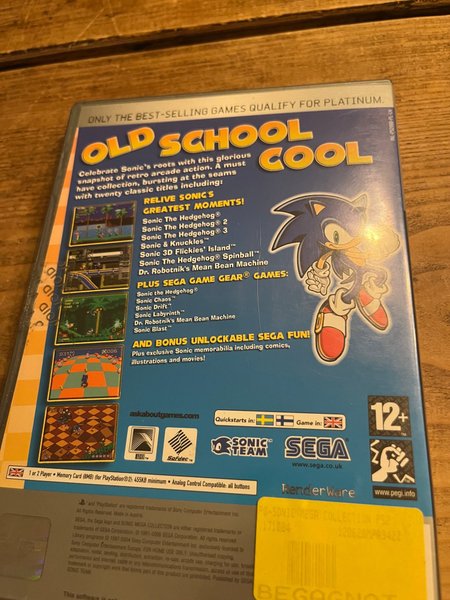 ONLY THE BEST-SELLING GAMES QUALIFY FOR PLATINUM.
OLD SCHOOL
COOL
Celebrate Sonic's roots with this glorious
snapshot of retro arcade action. A must
have collection, bursting at the seams
with twenty classic titles including:
RELIVE SONIC'S
GREATEST MOMENTS!
Sonic The Hedgehog®
Sonic The Hedgehog® 2
Sonic The Hedgehog® 3
Sonic & Knuckles™
Sonic 3D Flickies' Island™
Sonic The Hedgehog® Spinball™
Dr. Robotnik's Mean Bean Machine
PLUS SEGA GAME GEAR® GAMES:
Sonic the Hedgehog®
Sonic Chaos™
Sonic Drift™
Sonic Labyrinth™
Dr. Robotnik's Mean Bean Machine
Sonic Blast™
AND BONUS UNLOCKABLE SEGA FUN!
Plus exclusive Sonic memorabilia including comics,
illustrations and movies!
askaboutgames.com
Quickstarts in: Game in:
12+
SONIC
TEAM
SEGA
www.sega.co.uk
RenderWare
www.pegi.info
1 or 2 Player • Memory Card (8MB) (for PlayStation®2): 455KB minimum • Analog Control Compatible: all buttons